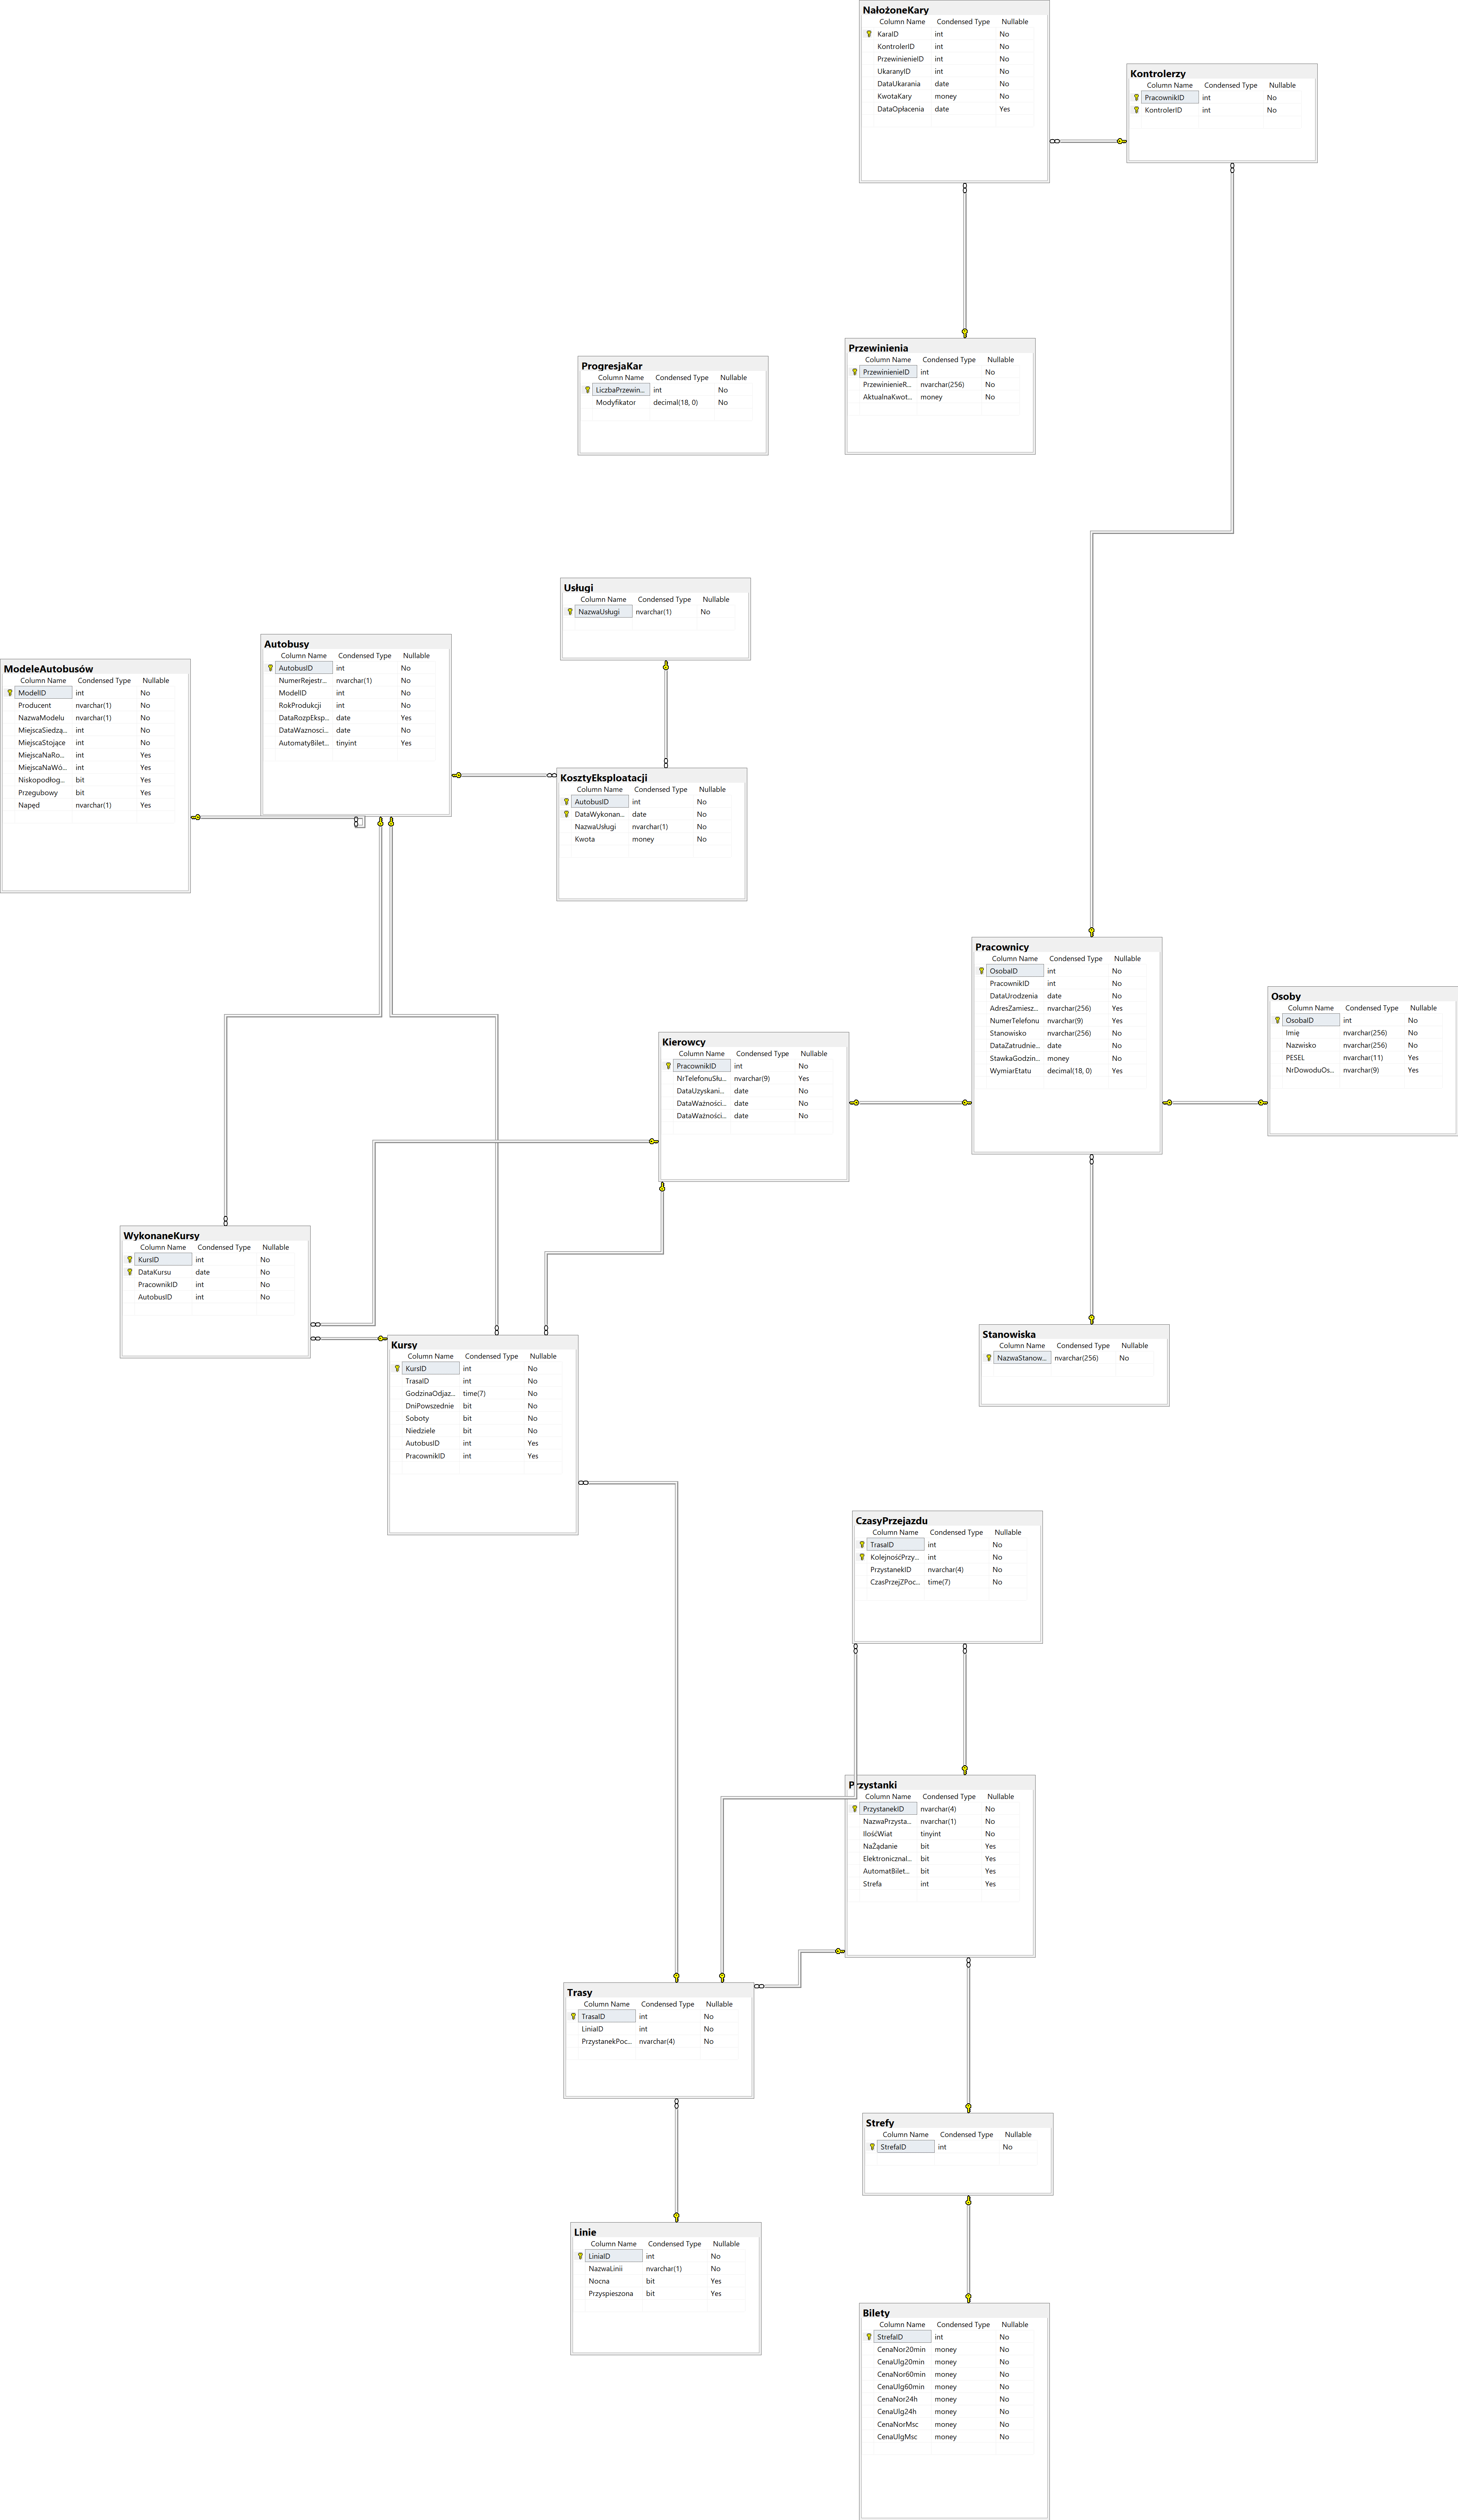 NałożoneKary
Column Name Condensed Type Nullable
KaraID int No
KontrolerID int No
PrzewinienieID int No
UkaranyID int No
DataUkarania date No
KwotaKary money No
DataOpłacenia date Yes
Kontrolerzy
Column Name Condensed Type Nullable
PracownikID int No
KontrolerID int No
Przewinienia
Column Name Condensed Type Nullable
PrzewinienieID int No
PrzewinienieR... nvarchar(256) No
AktualnaKwot... money No
ProgresjaKar
Column Name Condensed Type Nullable
LiczbaPrzewin... int No
Modyfikator decimal(18, 0) No
Usługi
Column Name Condensed Type Nullable
NazwaUsługi nvarchar(1) No
Autobusy
Column Name Condensed Type Nullable
AutobusID int No
NumerRejestr... nvarchar(1) No
ModelID int No
RokProdukcji int No
DataRozpEksp... date Yes
DataWaznosci... date No
AutomatyBilet... tinyint Yes
ModeleAutobusów
Column Name Condensed Type Nullable
ModelID int No
Producent nvarchar(1) No
NazwaModelu nvarchar(1) No
MiejscaSiedzą... int No
MiejscaStojące int No
MiejscaNaRo... int Yes
MiejscaNaWó... int Yes
Niskopodłog... bit Yes
Przegubowy bit Yes
Napęd nvarchar(1) Yes
KosztyEksploatacji
Column Name Condensed Type Nullable
AutobusID int No
DataWykonan... date No
NazwaUsługi nvarchar(1) No
Kwota money No
Pracownicy
Column Name Condensed Type Nullable
OsobaID int No
PracownikID int No
DataUrodzenia date No
AdresZamiesz... nvarchar(256) Yes
NumerTelefonu nvarchar(9) Yes
Stanowisko nvarchar(256) No
DataZatrudnie... date No
StawkaGodzin... money No
WymiarEtatu decimal(18, 0) Yes
Osoby
Column Name Condensed Type Nullable
OsobaID int No
Imię nvarchar(256) No
Nazwisko nvarchar(256) No
PESEL nvarchar(11) Yes
NrDowoduOs... nvarchar(9) Yes
Kierowcy
Column Name Condensed Type Nullable
PracownikID int No
NrTelefonuSłu... nvarchar(9) Yes
DataUzyskani... date No
DataWażności... date No
DataWażności... date No
WykonaneKursy
Column Name Condensed Type Nullable
KursID int No
DataKursu date No
PracownikID int No
AutobusID int No
Kursy
Column Name Condensed Type Nullable
KursID int No
TrasaID int No
GodzinaOdjaz... time(7) No
DniPowszednie bit No
Soboty bit No
Niedziele bit No
AutobusID int Yes
PracownikID int Yes
Stanowiska
Column Name Condensed Type Nullable
NazwaStanow... nvarchar(256) No
CzasyPrzejazdu
Column Name Condensed Type Nullable
TrasaID int No
KolejnośćPrzy... int No
PrzystanekID nvarchar(4) No
CzasPrzejZPoc... time(7) No
Przystanki
Column Name Condensed Type Nullable
PrzystanekID nvarchar(4) No
NazwaPrzysta... nvarchar(1) No
IlośćWiat tinyint No
NaŻądanie bit Yes
ElektronicznaI... bit Yes
AutomatBilet... bit Yes
Strefa int Yes
Trasy
Column Name Condensed Type Nullable
TrasaID int No
LiniaID int No
PrzystanekPoc... nvarchar(4) No
Strefy
Column Name Condensed Type Nullable
StrefaID int No
Linie
Column Name Condensed Type Nullable
LiniaID int No
NazwaLinii nvarchar(1) No
Nocna bit Yes
Przyspieszona bit Yes
Bilety
Column Name Condensed Type Nullable
StrefaID int No
CenaNor20min money No
CenaUlg20min money No
CenaNor60min money No
CenaUlg60min money No
CenaNor24h money No
CenaUlg24h money No
CenaNorMsc money No
CenaUlgMsc money No